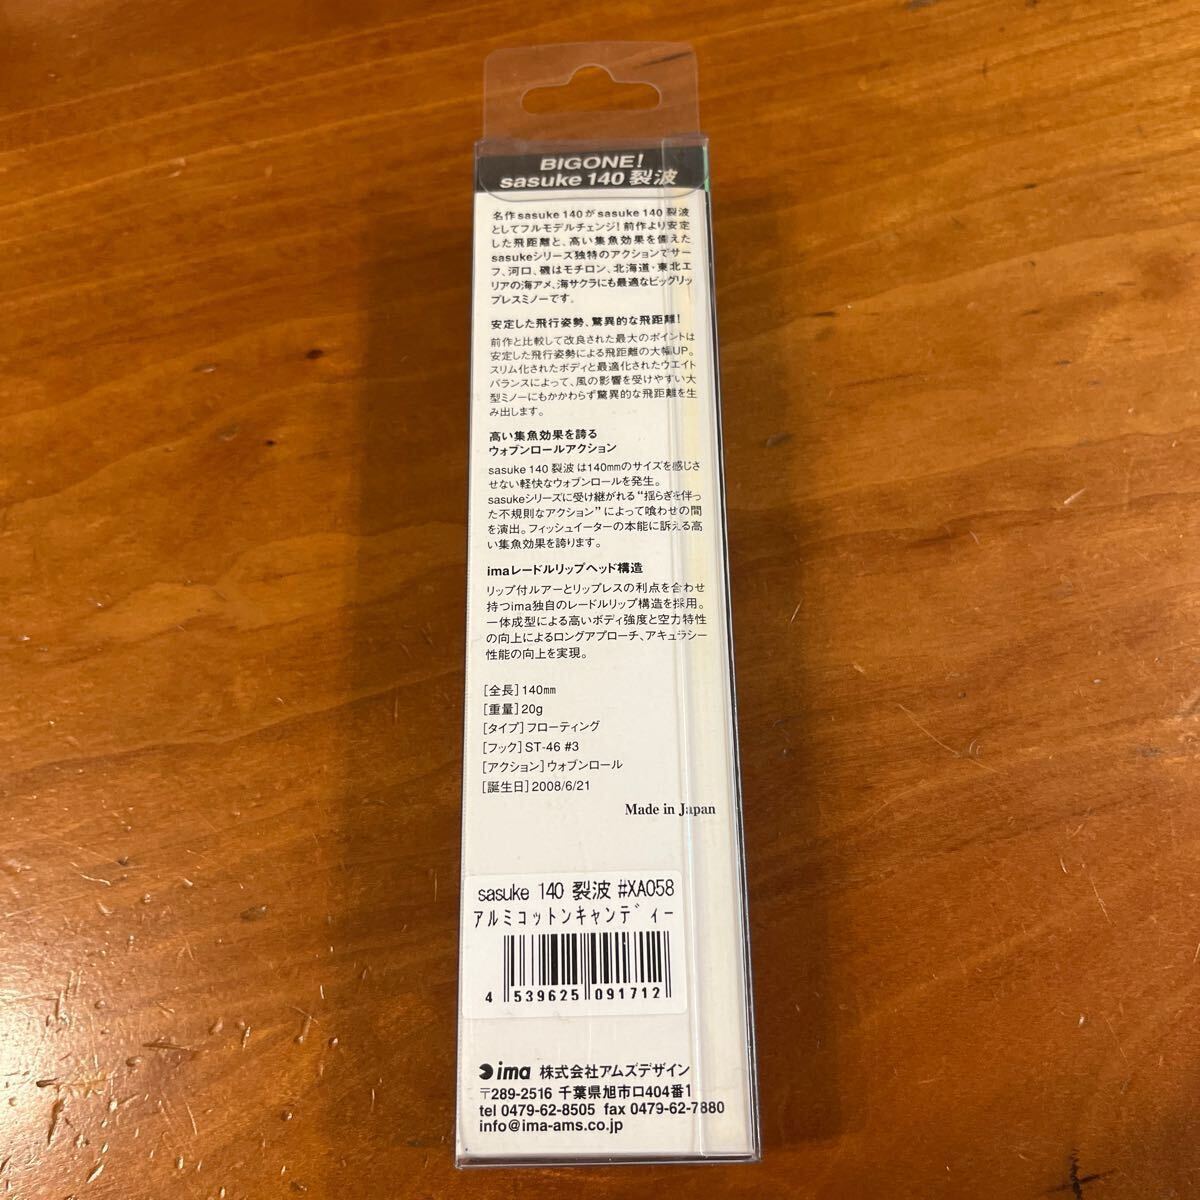 BIGONE!
sasuke 140 裂波
名作sasuke 140がsasuke 140 裂波
としてフルモデルチェンジ！前作より安定
した飛距離と、高い集魚効果を備えた
sasukeシリーズ独特のアクションでサー
フ、河口、磯はモチロン、北海道・東北エ
リアの海アメ、海サクラにも最適なビッグリッ
プレスミノーです。
安定した飛行姿勢、驚異的な飛距離！
前作と比較して改良された最大のポイントは
安定した飛行姿勢による飛距離の大幅UP。
スリム化されたボディと最適化されたウエイト
バランスによって、風の影響を受けやすい大
型ミノーにもかかわらず驚異的な飛距離を生
み出します。
高い集魚効果を誇る
ウォブンロールアクション
sasuke 140 裂波 は140㎜のサイズを感じさ
せない軽快なウォブンロールを発生。
sasukeシリーズに受け継がれる“揺らぎを伴っ
た不規則なアクション”によって喰わせの間
を演出。フィッシュイーターの本能に訴える高
い集魚効果を誇ります。
imaレードルリップヘッド構造
リップ付ルアーとリップレスの利点を合わせ
持つima独自のレードルリップ構造を採用。
一体成型による高いボディ強度と空力特性
の向上によるロングアプローチ、アキュラシー
性能の向上を実現。
［全長］140㎜
［重量］20g
［タイプ］フローティング
［フック］ST-46 #3
［アクション］ウォブンロール
［誕生日］2008/6/21
Made in Japan
sasuke 140 裂波 #XA058
アルミコットンキャンディー
4 539625 091712
ima 株式会社アムズデザイン
〒289-2516 千葉県旭市ロ404番1
tel 0479-62-8505 fax 0479-62-7880
info@ima-ams.co.jp